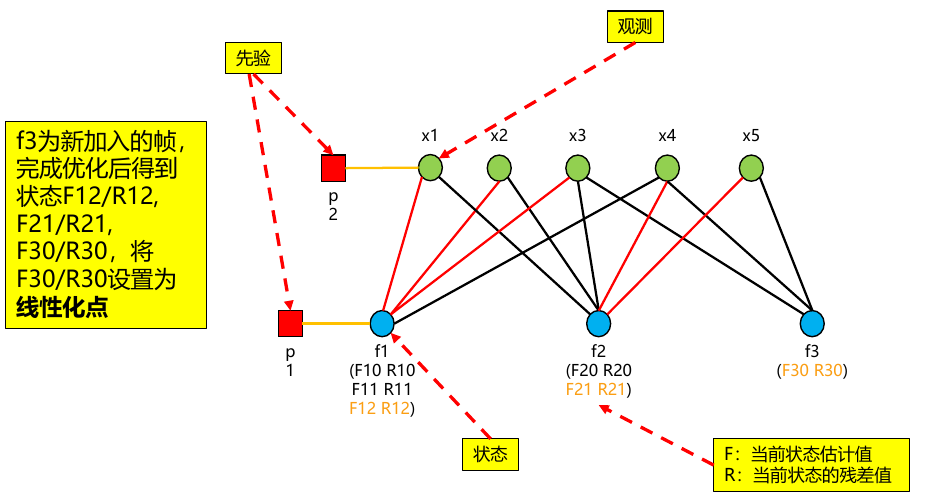 观测
先验
x1 x2 x3 x4 x5
f3为新加入的帧，
完成优化后得到
状态F12/R12,
F21/R21,
F30/R30，将
F30/R30设置为
线性化点
p
2
p
1
f1
(F10 R10
F11 R11
F12 R12)
f2
(F20 R20
F21 R21)
f3
(F30 R30)
状态
F：当前状态估计值
R：当前状态的残差值